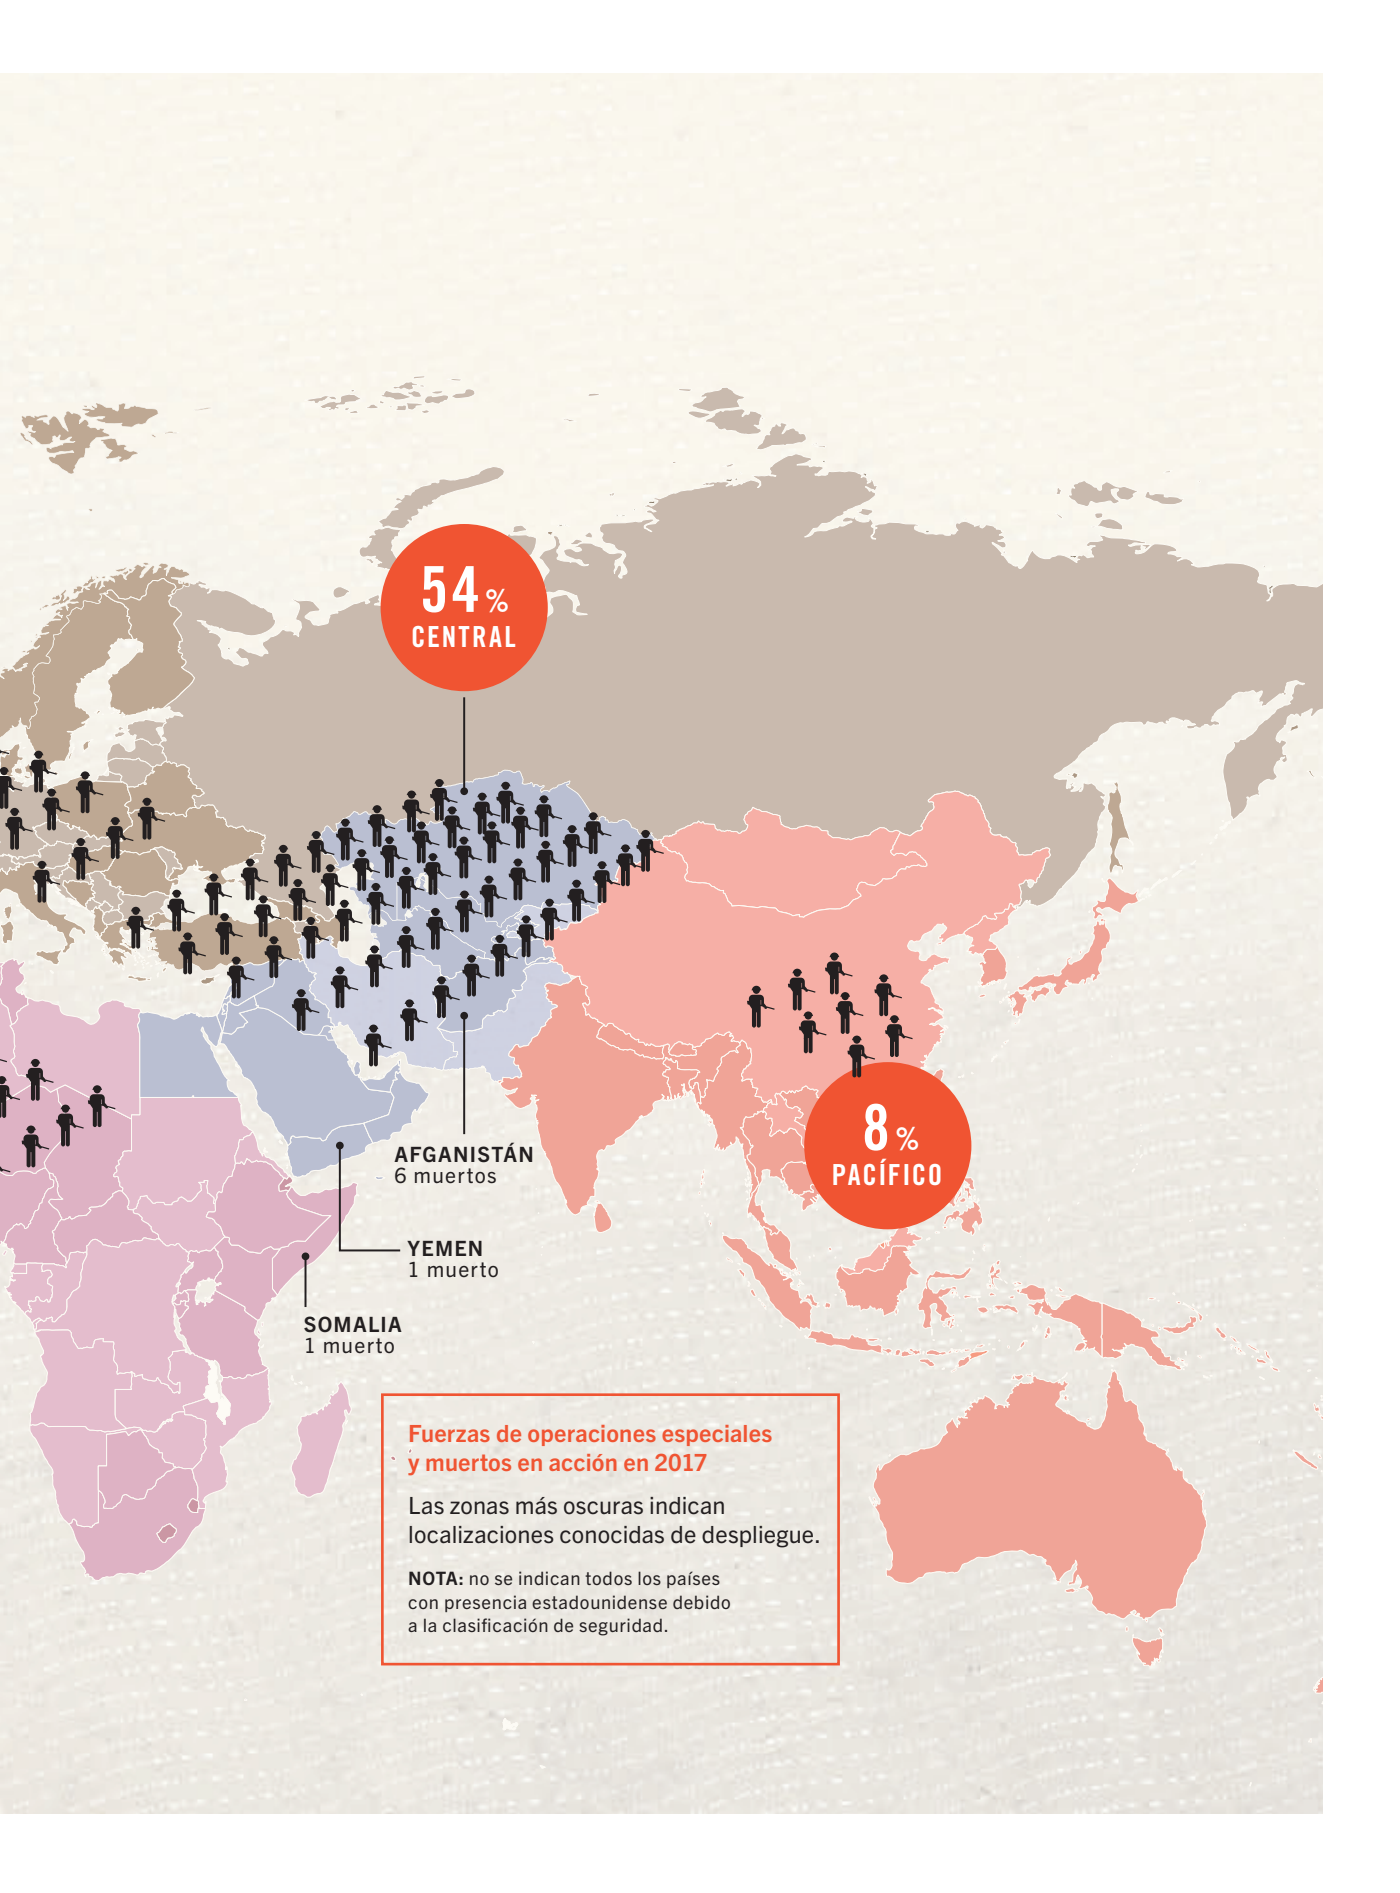 54 %
CENTRAL
8 %
PACÍFICO
AFGANISTÁN
6 muertos
YEMEN
1 muerto
SOMALIA
1 muerto
Fuerzas de operaciones especiales
y muertos en acción en 2017
Las zonas más oscuras indican
localizaciones conocidas de despliegue.
NOTA: no se indican todos los países
con presencia estadounidense debido
a la clasificación de seguridad.